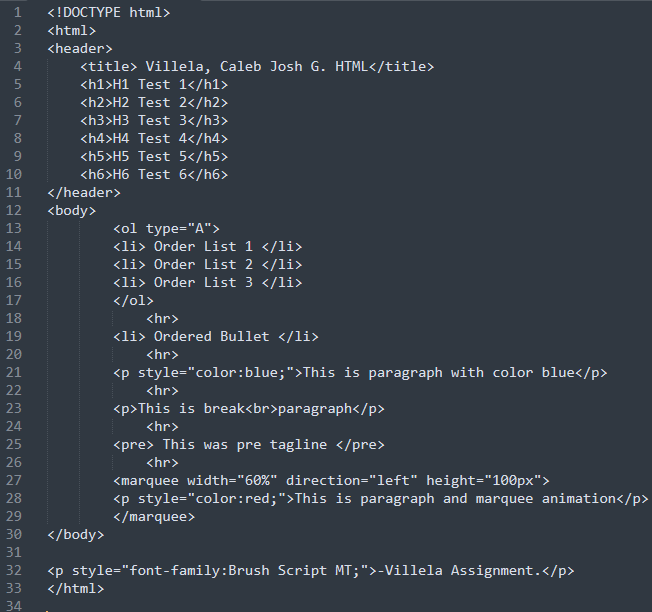 1 <!DOCTYPE html>
2 <html>
3 <header>
4 <title> Villela, Caleb Josh G. HTML</title>
5 <h1>H1 Test 1</h1>
6 <h2>H2 Test 2</h2>
7 <h3>H3 Test 3</h3>
8 <h4>H4 Test 4</h4>
9 <h5>H5 Test 5</h5>
10 <h6>H6 Test 6</h6>
11 </header>
12 <body>
13 <ol type="A">
14 <li> Order List 1 </li>
15 <li> Order List 2 </li>
16 <li> Order List 3 </li>
17 </ol>
18 <hr>
19 <li> Ordered Bullet </li>
20 <hr>
21 <p style="color:blue;">This is paragraph with color blue</p>
22 <hr>
23 <p>This is break<br>paragraph</p>
24 <hr>
25 <pre> This was pre tagline </pre>
26 <hr>
27 <marquee width="60%" direction="left" height="100px">
28 <p style="color:red;">This is paragraph and marquee animation</p>
29 </marquee>
30 </body>
31
32 <p style="font-family:Brush Script MT;">-Villela Assignment.</p>
33 </html>
34